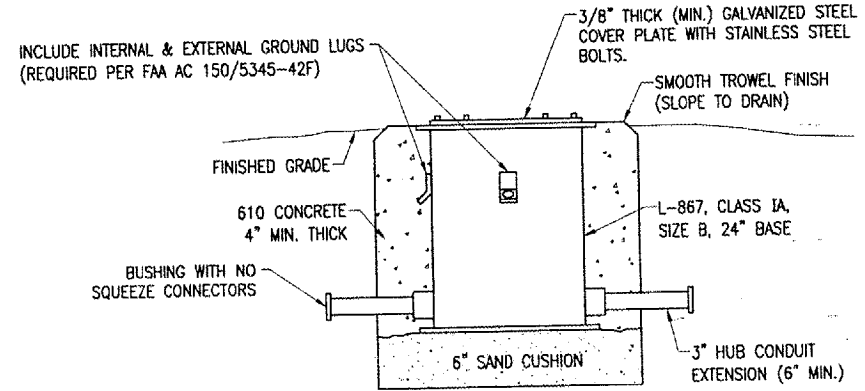 3/8" THICK (MIN.) GALVANIZED STEEL
COVER PLATE WITH STAINLESS STEEL
BOLTS.
INCLUDE INTERNAL & EXTERNAL GROUND LUGS
(REQUIRED PER FAA AC 150/5345-42F)
SMOOTH TROWEL FINISH
(SLOPE TO DRAIN)
FINISHED GRADE
610 CONCRETE
4" MIN. THICK
L-867, CLASS IA,
SIZE B, 24" BASE
BUSHING WITH NO
SQUEEZE CONNECTORS
6" SAND CUSHION
3" HUB CONDUIT
EXTENSION (6" MIN.)